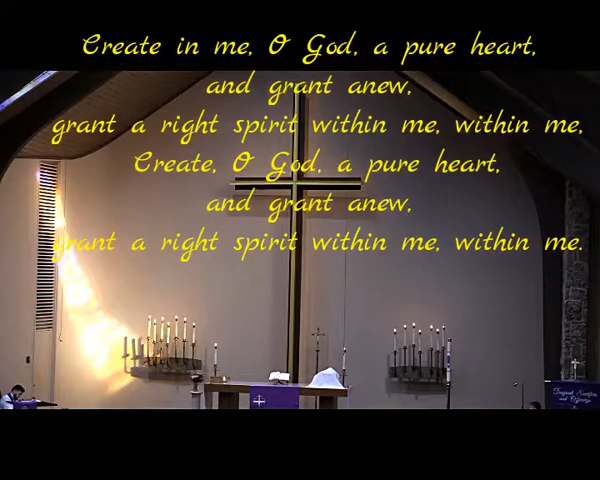 Create in me, O God, a pure heart,
and grant anew,
grant a right spirit within me, within me,
Create, O God, a pure heart,
and grant anew,
grant a right spirit within me, within me.